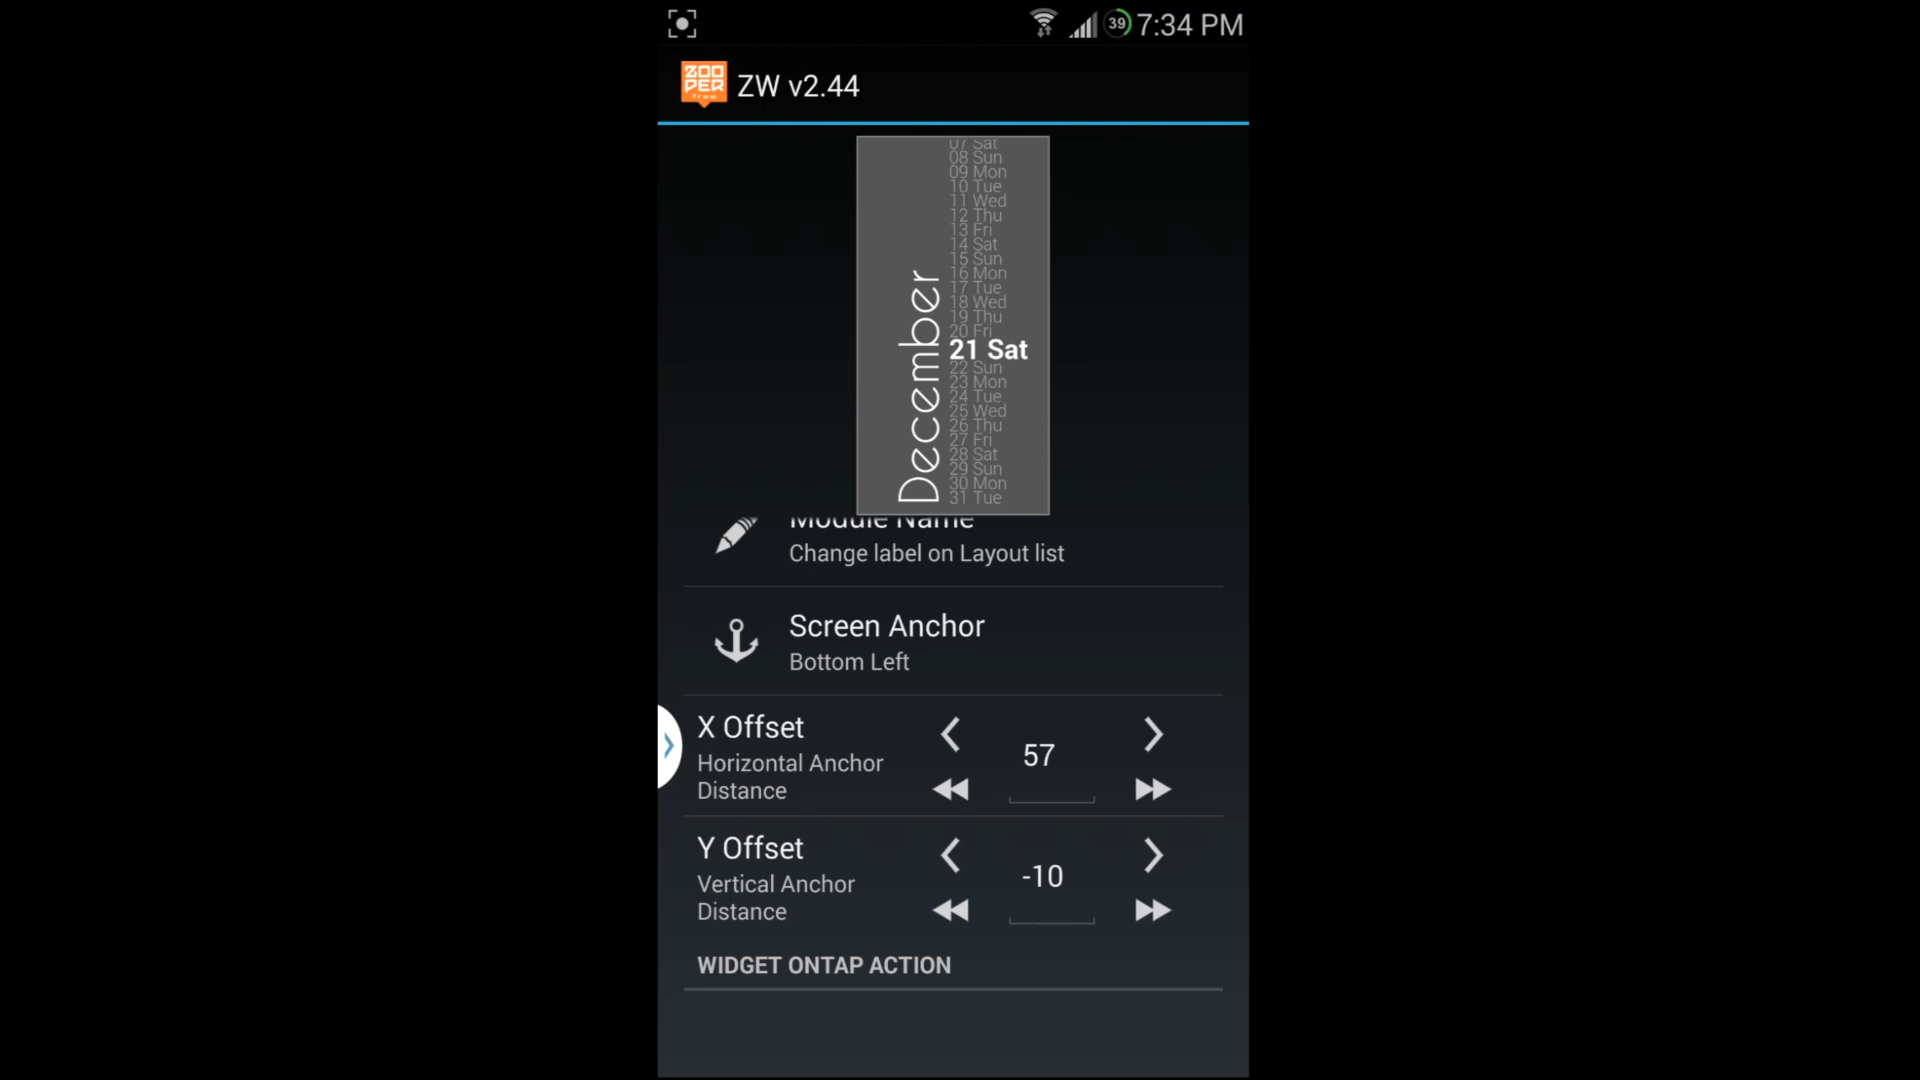 39 7:34 PM
ZOO
PER
free
ZW v2.44
07 Sat
08 Sun
09 Mon
10 Tue
11 Wed
12 Thu
13 Fri
14 Sat
15 Sun
16 Mon
17 Tue
18 Wed
19 Thu
20 Fri
21 Sat
22 Sun
23 Mon
24 Tue
25 Wed
26 Thu
27 Fri
28 Sat
29 Sun
30 Mon
31 Tue
December
Module Name
Change label on Layout list
Screen Anchor
Bottom Left
X Offset
Horizontal Anchor
Distance
57
Y Offset
Vertical Anchor
Distance
-10
WIDGET ONTAP ACTION